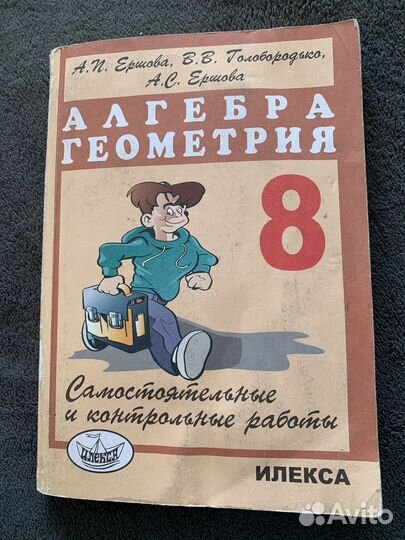 А.П. Ершова, В.В. Голобородько,
А.С. Ершова
АЛГЕБРА
ГЕОМЕТРИЯ
8
Самостоятельные
и контрольные работы
ИЛЕКСА
ИЛЕКСА
Avito